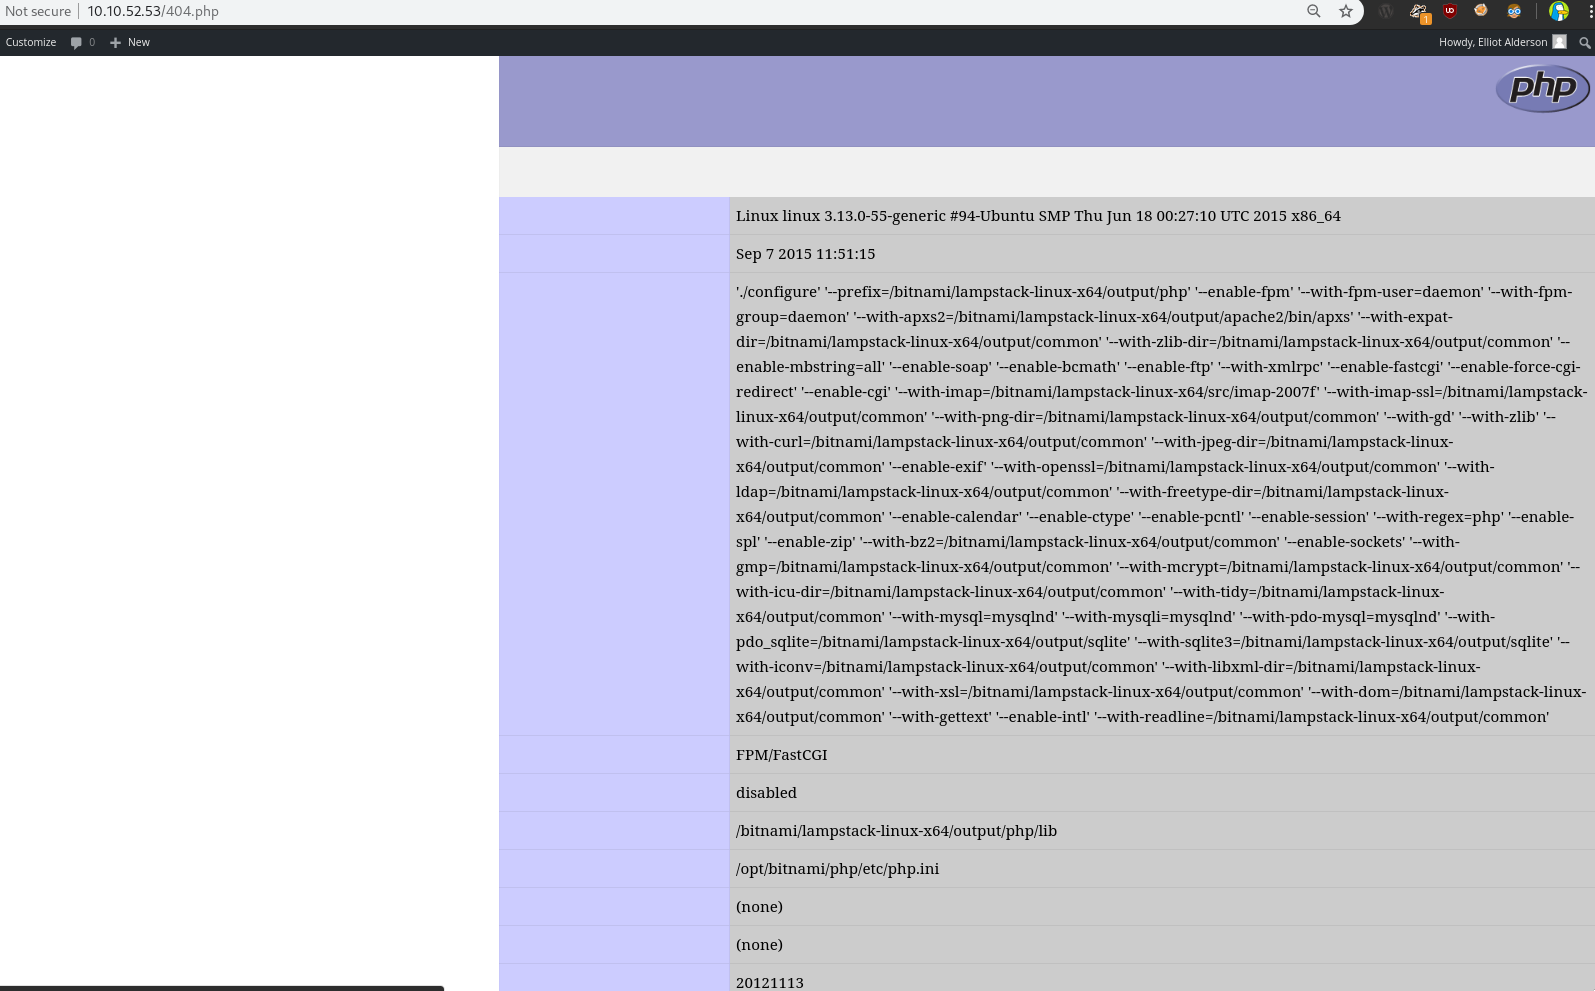 Not secure 10.10.52.53/404.php
1
UD
Customize 0 New Howdy, Elliot Alderson
php
Linux linux 3.13.0-55-generic #94-Ubuntu SMP Thu Jun 18 00:27:10 UTC 2015 x86_64
Sep 7 2015 11:51:15
'./configure' '--prefix=/bitnami/lampstack-linux-x64/output/php' '--enable-fpm' '--with-fpm-user=daemon' '--with-fpm-
group=daemon' '--with-apxs2=/bitnami/lampstack-linux-x64/output/apache2/bin/apxs' '--with-expat-
dir=/bitnami/lampstack-linux-x64/output/common' '--with-zlib-dir=/bitnami/lampstack-linux-x64/output/common' '--
enable-mbstring=all' '--enable-soap' '--enable-bcmath' '--enable-ftp' '--with-xmlrpc' '--enable-fastcgi' '--enable-force-cgi-
redirect' '--enable-cgi' '--with-imap=/bitnami/lampstack-linux-x64/src/imap-2007f' '--with-imap-ssl=/bitnami/lampstack-
linux-x64/output/common' '--with-png-dir=/bitnami/lampstack-linux-x64/output/common' '--with-gd' '--with-zlib' '--
with-curl=/bitnami/lampstack-linux-x64/output/common' '--with-jpeg-dir=/bitnami/lampstack-linux-
x64/output/common' '--enable-exif' '--with-openssl=/bitnami/lampstack-linux-x64/output/common' '--with-
ldap=/bitnami/lampstack-linux-x64/output/common' '--with-freetype-dir=/bitnami/lampstack-linux-
x64/output/common' '--enable-calendar' '--enable-ctype' '--enable-pcntl' '--enable-session' '--with-regex=php' '--enable-
spl' '--enable-zip' '--with-bz2=/bitnami/lampstack-linux-x64/output/common' '--enable-sockets' '--with-
gmp=/bitnami/lampstack-linux-x64/output/common' '--with-mcrypt=/bitnami/lampstack-linux-x64/output/common' '--
with-icu-dir=/bitnami/lampstack-linux-x64/output/common' '--with-tidy=/bitnami/lampstack-linux-
x64/output/common' '--with-mysql=mysqlnd' '--with-mysqli=mysqlnd' '--with-pdo-mysql=mysqlnd' '--with-
pdo_sqlite=/bitnami/lampstack-linux-x64/output/sqlite' '--with-sqlite3=/bitnami/lampstack-linux-x64/output/sqlite' '--
with-iconv=/bitnami/lampstack-linux-x64/output/common' '--with-libxml-dir=/bitnami/lampstack-linux-
x64/output/common' '--with-xsl=/bitnami/lampstack-linux-x64/output/common' '--with-dom=/bitnami/lampstack-linux-
x64/output/common' '--with-gettext' '--enable-intl' '--with-readline=/bitnami/lampstack-linux-x64/output/common'
FPM/FastCGI
disabled
/bitnami/lampstack-linux-x64/output/php/lib
/opt/bitnami/php/etc/php.ini
(none)
(none)
20121113